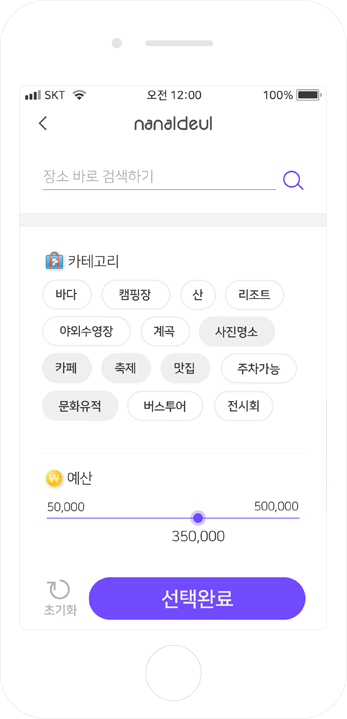 SKT 오전 12:00 100%
nanaldeul
장소 바로 검색하기
카테고리
바다 캠핑장 산 리조트
야외수영장 계곡 사진명소
카페 축제 맛집 주차가능
문화유적 버스투어 전시회
₩ 예산
50,000 500,000
350,000
초기화 선택완료